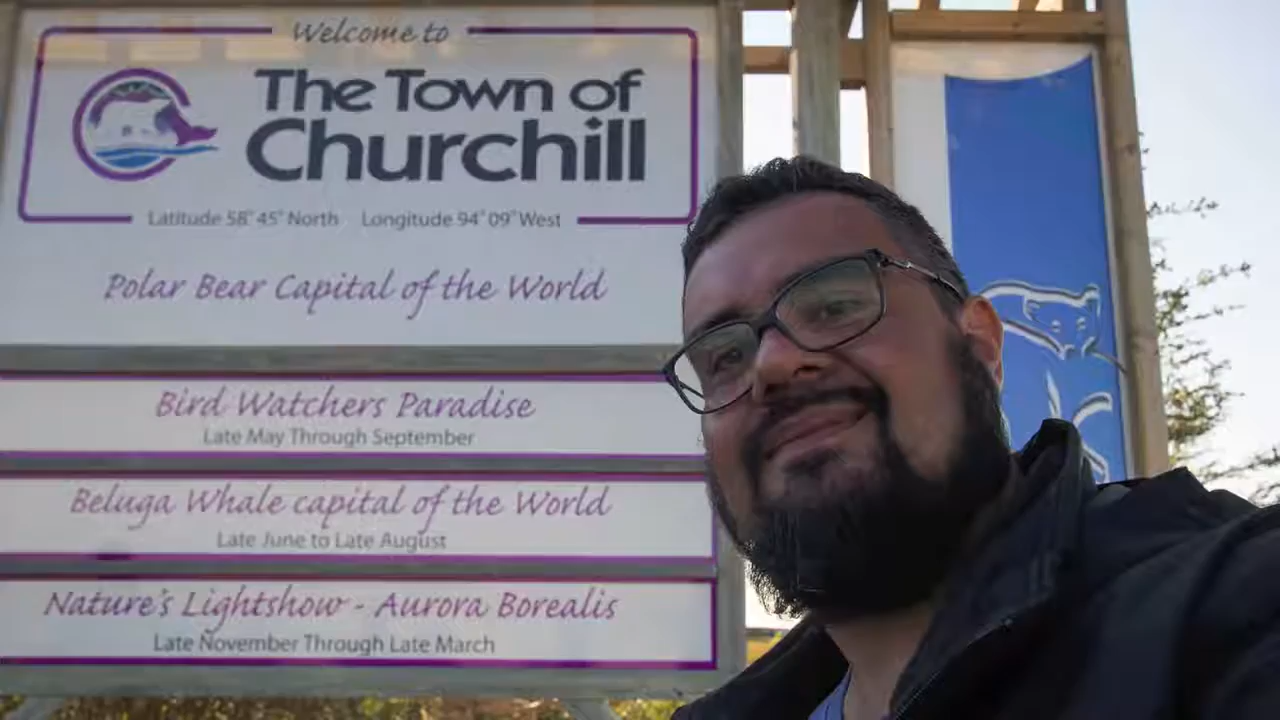 Welcome to
The Town of
Churchill
Latitude 58° 45° North Longitude 94° 09° West
Polar Bear Capital of the World
Bird Watchers Paradise
Late May Through September
Beluga Whale capital of the World
Late June to Late August
Nature's Lightshow - Aurora Borealis
Late November Through Late March